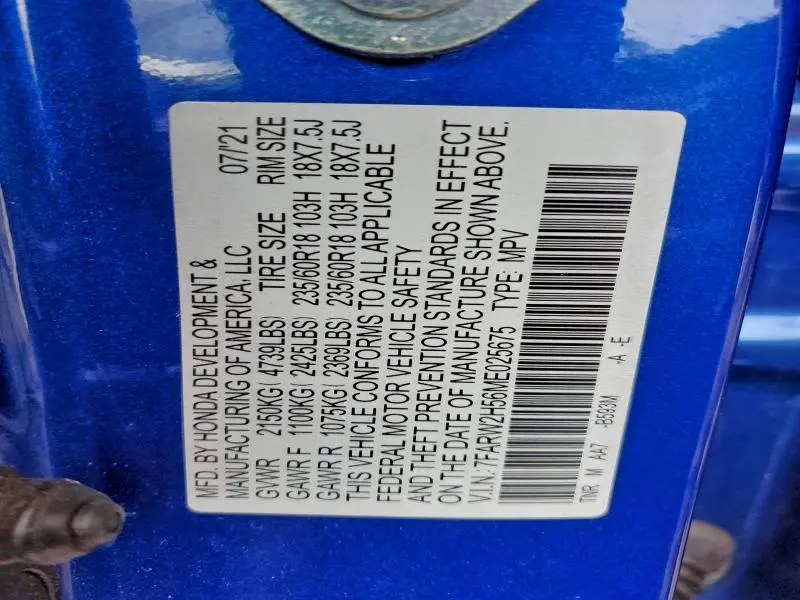 MFD. BY HONDA DEVELOPMENT &
MANUFACTURING OF AMERICA, LLC 07/'21
GVWR 2150KG( 4739LBS) TIRE SIZE RIM SIZE
GAWR F 1100KG( 2425LBS) 235/60R18 103H 18X7.5J
GAWR R 1075KG( 2369LBS) 235/60R18 103H 18X7.5J
THIS VEHICLE CONFORMS TO ALL APPLICABLE
FEDERAL MOTOR VEHICLE SAFETY
AND THEFT PREVENTION STANDARDS IN EFFECT
ON THE DATE OF MANUFACTURE SHOWN ABOVE.
V.I.N: 7FARW2H56ME025675 TYPE: MPV
TNR M AA7 -B593M -A -E